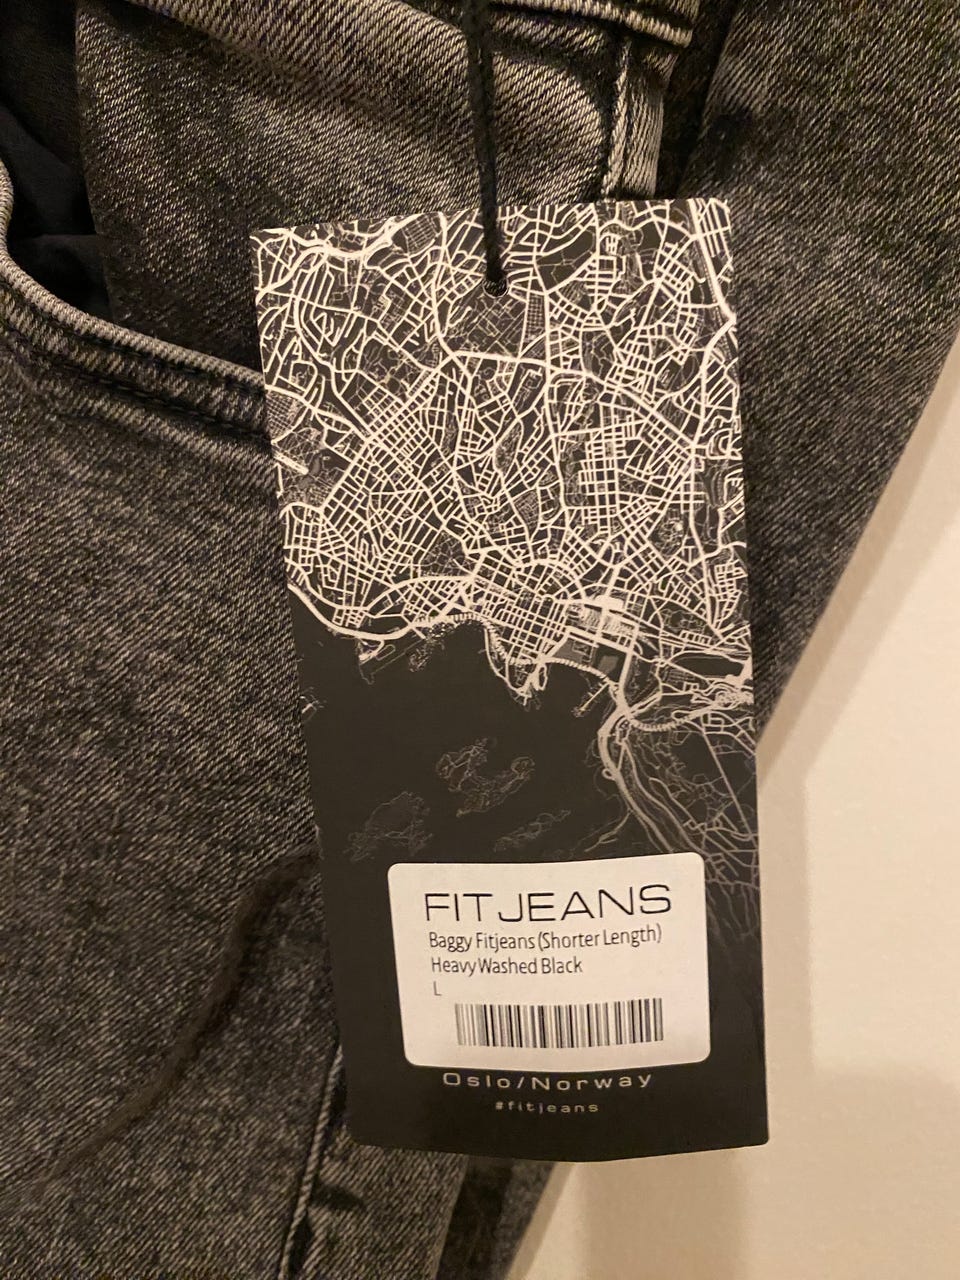 FITJEANS
Baggy Fitjeans (Shorter Length)
Heavy Washed Black
L
Oslo/Norway
#fitjeans